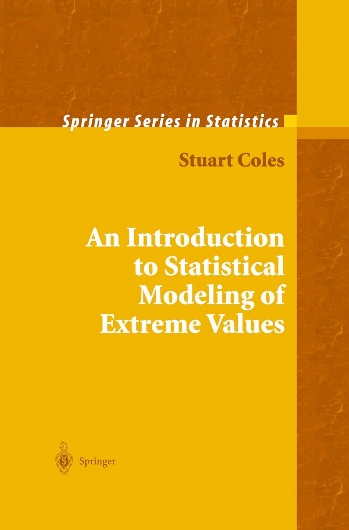 Springer Series in Statistics
Stuart Coles
An Introduction
to Statistical
Modeling of
Extreme Values
Springer